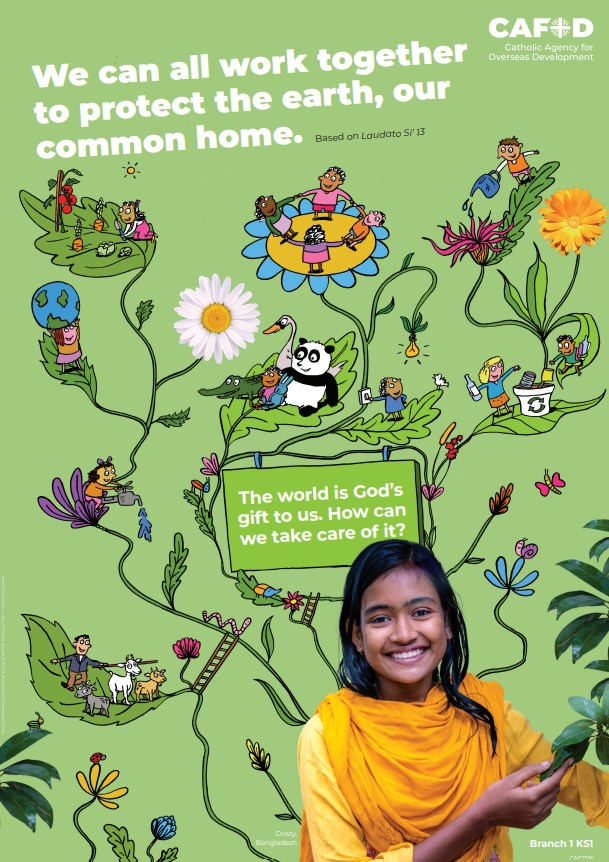 CAFOD
Catholic Agency for
Overseas Development
We can all work together
to protect the earth, our
common home.
Based on Laudato Si' 13
The world is God's
gift to us. How can
we take care of it?
Dristy,
Bangladesh
Branch 1 KS1